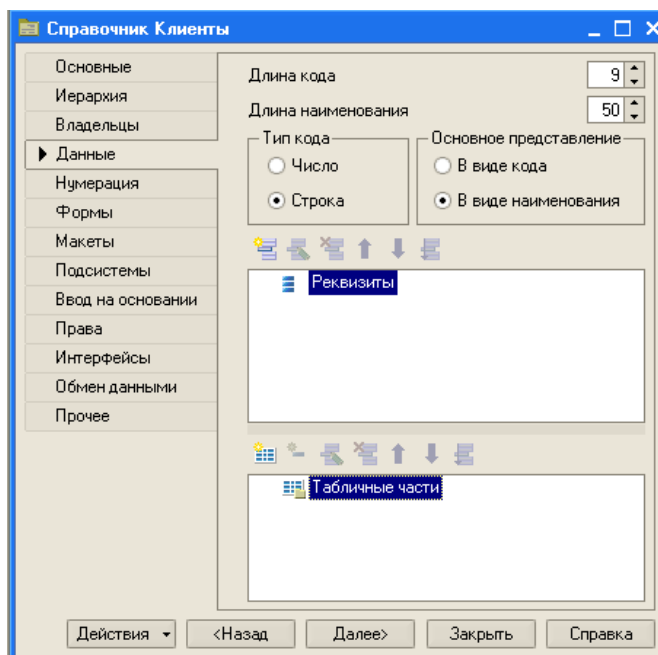 Справочник Клиенты
Основные
Иерархия
Владельцы
Данные
Нумерация
Формы
Макеты
Подсистемы
Ввод на основании
Права
Интерфейсы
Обмен данными
Прочее
Длина кода 9
Длина наименования 50
Тип кода
Число
Строка
Основное представление
В виде кода
В виде наименования
Реквизиты
Табличные части
Действия <Назад Далее> Закрыть Справка